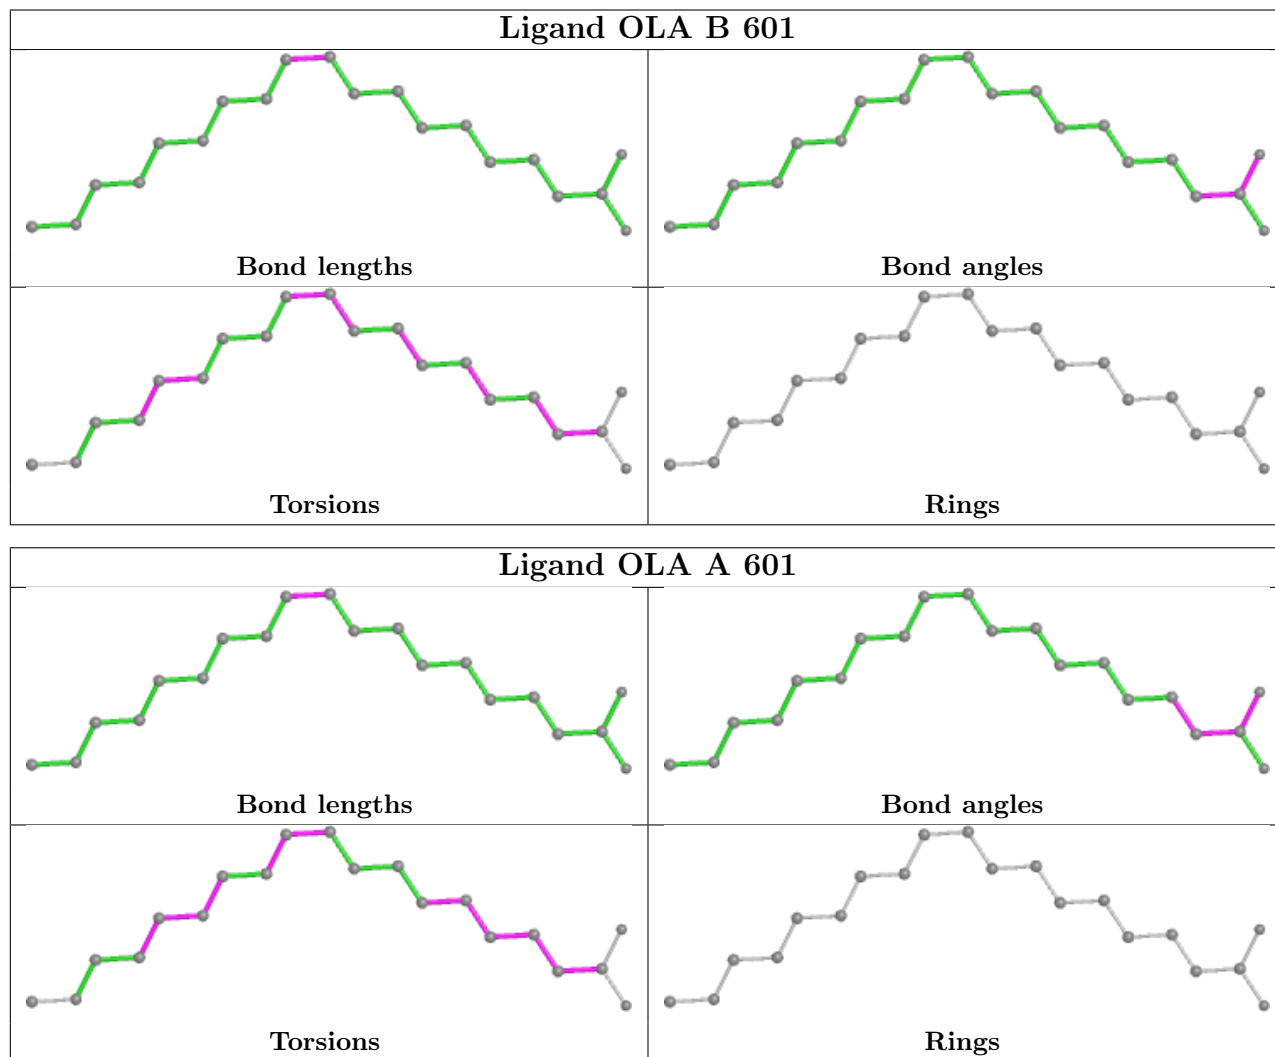 Ligand OLA B 601
Bond lengths
Bond angles
Torsions
Rings
Ligand OLA A 601
Bond lengths
Bond angles
Torsions
Rings